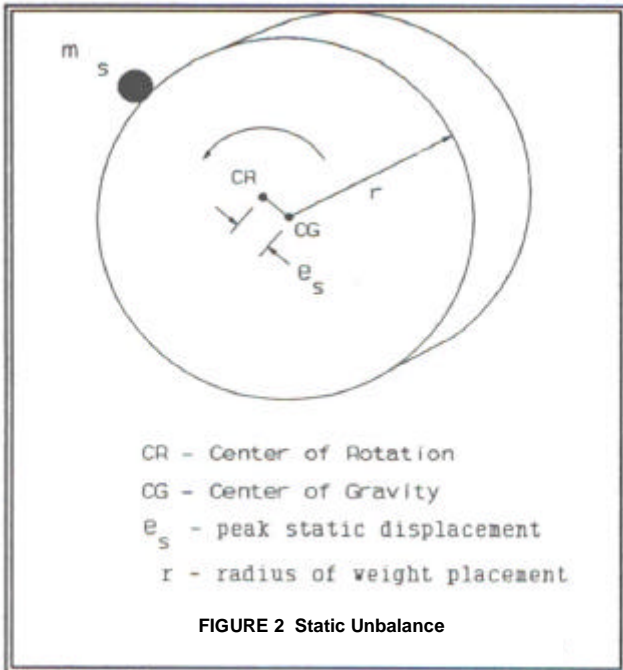 m
s
CR
r
CG
e
s
CR - Center of Rotation
CG - Center of Gravity
e
s - peak static displacement
r - radius of weight placement
FIGURE 2 Static Unbalance